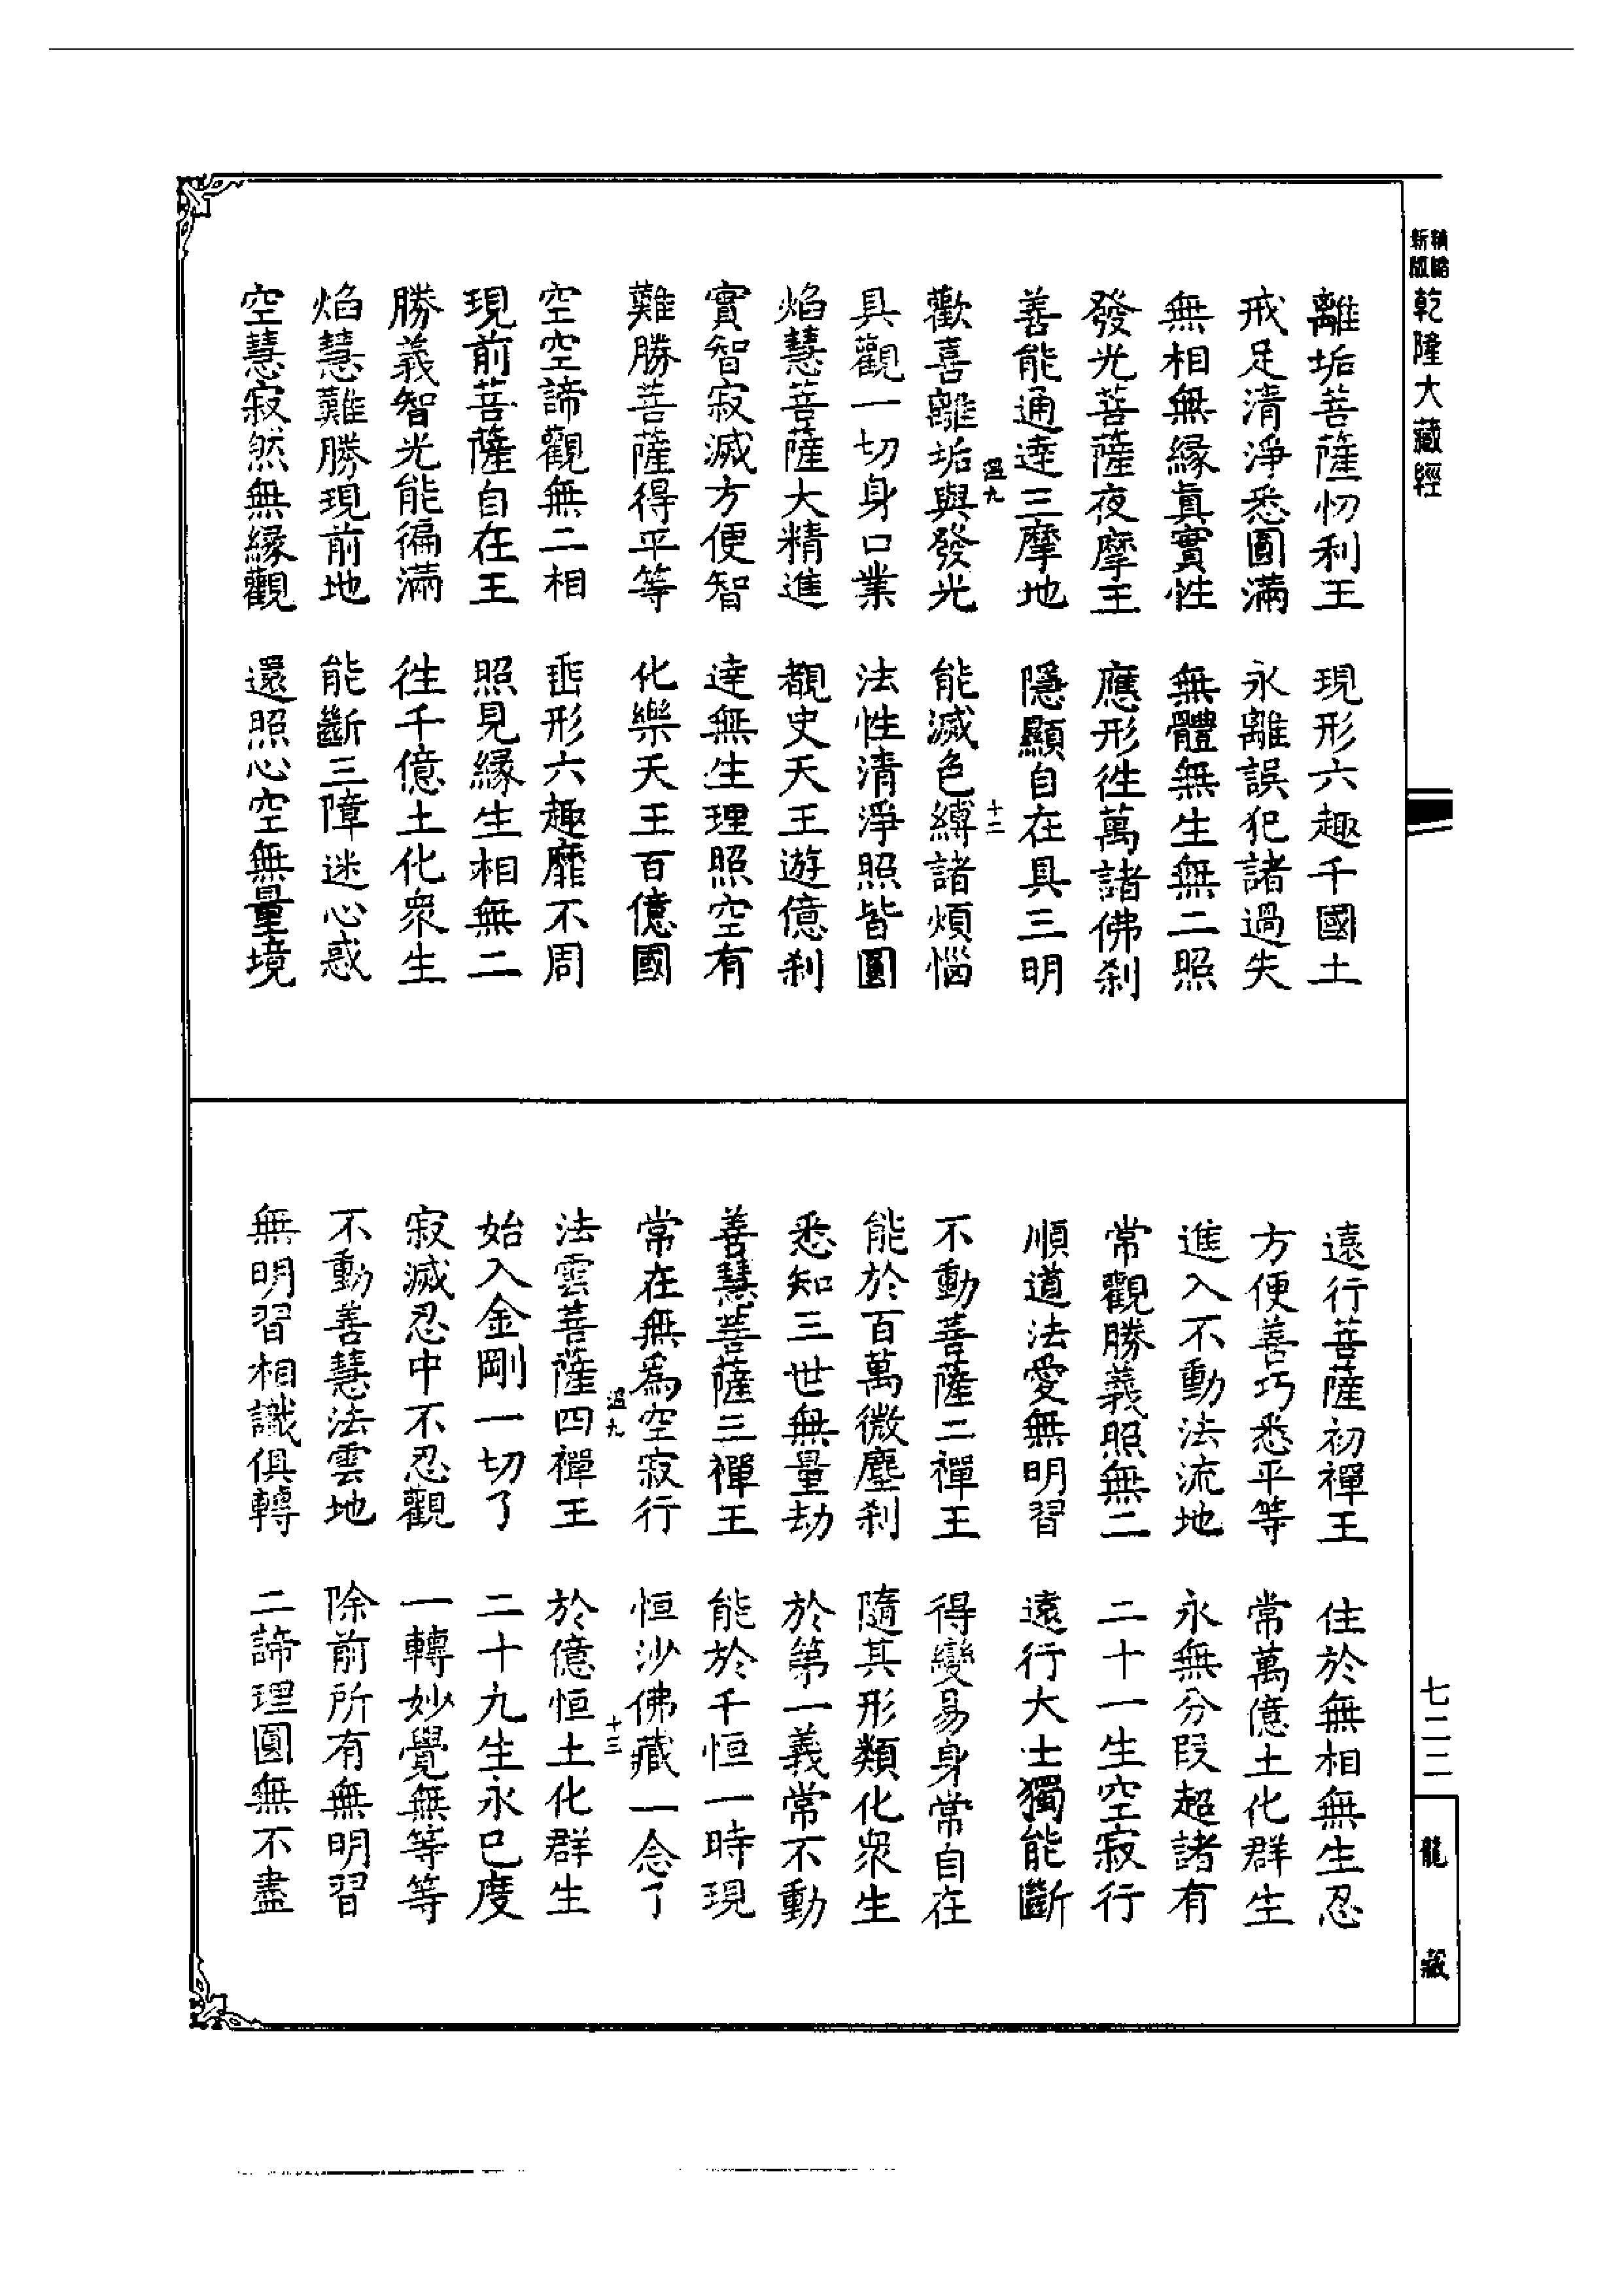 新版 精縮 乾隆大藏經
離垢菩薩忉利王　現形六趣千國土
戒足清淨悉圓滿　永離誤犯諸過失
無相無緣真實性　無體無生無二照
發光菩薩夜摩王　應形徃萬諸佛刹
善能通達三摩地　隱顯自在具三明
溫九　十二
歡喜離垢與發光　能滅色縛諸煩惱
具觀一切身口業　法性清淨照皆圓
焰慧菩薩大精進　覩史天王遊億刹
實智寂滅方便智　達無生理照空有
難勝菩薩得平等　化樂天王百億國
空空諦觀無二相　垂形六趣靡不周
現前菩薩自在王　照見緣生相無二
勝義智光能徧滿　徃千億土化衆生
焰慧難勝現前地　能斷三障迷心惑
空慧寂然無緣觀　還照心空無量境
遠行菩薩初禪王　住於無相無生忍
方便善巧悉平等　常萬億土化群生
進入不動法流地　永無分段超諸有
常觀勝義照無二　二十一生空寂行
順道法愛無明習　遠行大士獨能斷
不動菩薩二禪王　得變易身常自在
能於百萬微塵刹　隨其形類化衆生
悉知三世無量劫　於第一義常不動
善慧菩薩三禪王　能於千恒一時現
常在無爲空寂行　恒沙佛藏一念了
溫九　十三
法雲菩薩四禪王　於億恒土化群生
始入金剛一切了　二十九生永已度
寂滅忍中下忍觀　一轉妙覺無等等
不動善慧法雲地　除前所有無明習
無明習相識俱轉　二諦理圓無不盡
七二二
龍藏